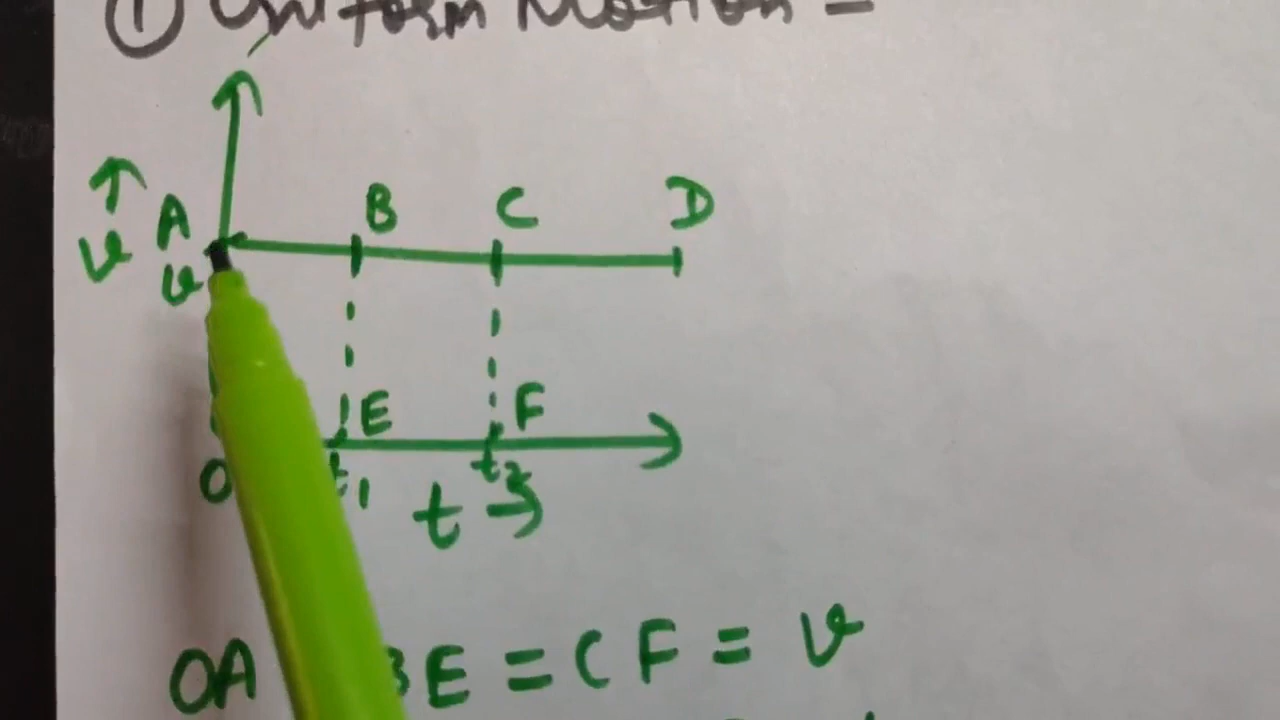 ① Uniform Motion =
A B C D
v v
E F
O t₁ t₂
t →
OA BE = CF = v